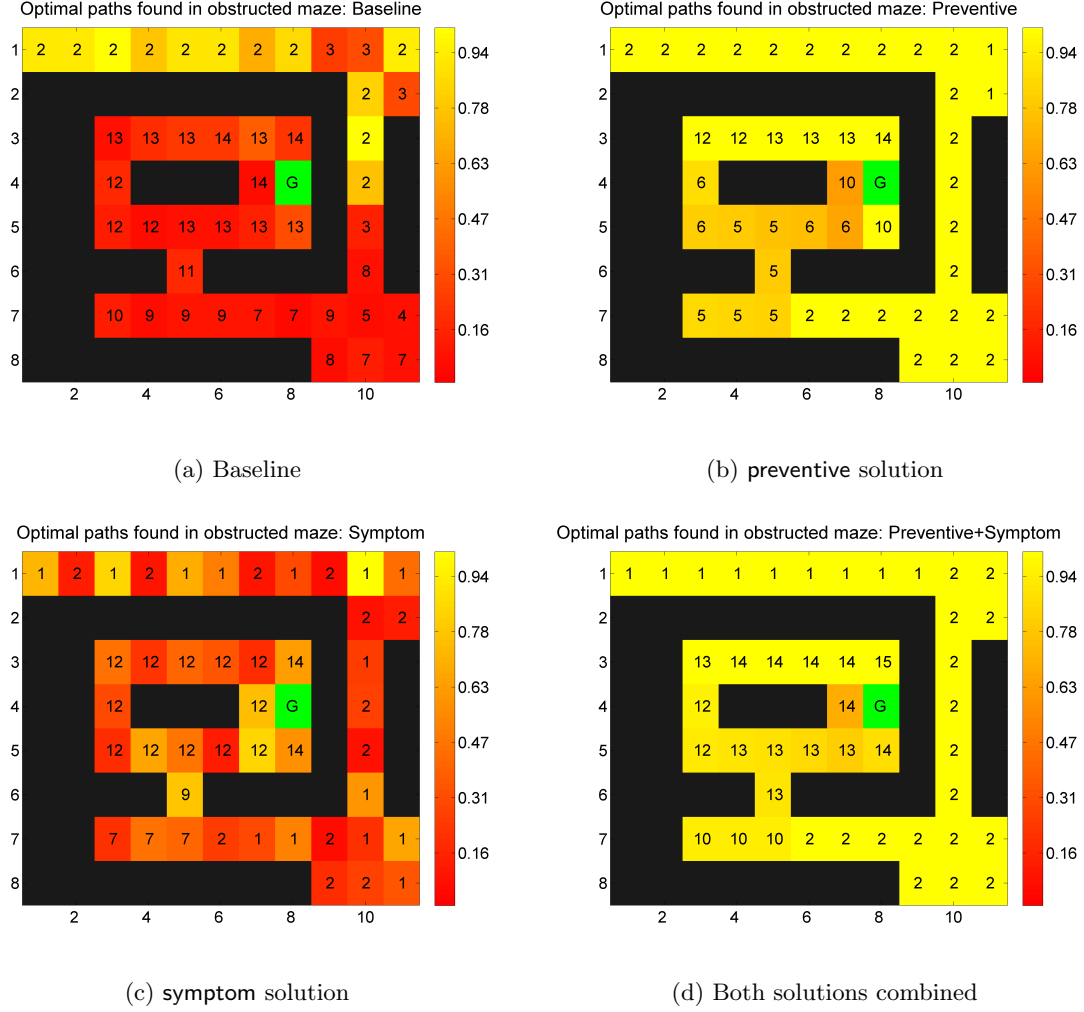 Optimal paths found in obstructed maze: Baseline
1 2 2 2 2 2 2 2 2 3 3 2
2 2 3
3 13 13 13 14 13 14 2
4 12 14 G 2
5 12 12 13 13 13 13 3
6 11 8
7 10 9 9 9 7 7 9 5 4
8 8 7 7
2 4 6 8 10
0.94
0.78
0.63
0.47
0.31
0.16
(a) Baseline
Optimal paths found in obstructed maze: Preventive
1 2 2 2 2 2 2 2 2 2 2 1
2 2 1
3 12 12 13 13 13 14 2
4 6 10 G 2
5 6 5 5 6 6 10 2
6 5 2
7 5 5 5 2 2 2 2 2 2
8 2 2 2
2 4 6 8 10
0.94
0.78
0.63
0.47
0.31
0.16
(b) preventive solution
Optimal paths found in obstructed maze: Symptom
1 1 2 1 2 1 1 2 1 2 1 1
2 2 2
3 12 12 12 12 12 14 1
4 12 12 G 2
5 12 12 12 12 12 14 2
6 9 1
7 7 7 7 2 1 1 2 1 1
8 2 2 1
2 4 6 8 10
0.94
0.78
0.63
0.47
0.31
0.16
(c) symptom solution
Optimal paths found in obstructed maze: Preventive+Symptom
1 1 1 1 1 1 1 1 1 1 2 2
2 2 2
3 13 14 14 14 14 15 2
4 12 14 G 2
5 12 13 13 13 13 14 2
6 13 2
7 10 10 10 2 2 2 2 2 2
8 2 2 2
2 4 6 8 10
0.94
0.78
0.63
0.47
0.31
0.16
(d) Both solutions combined